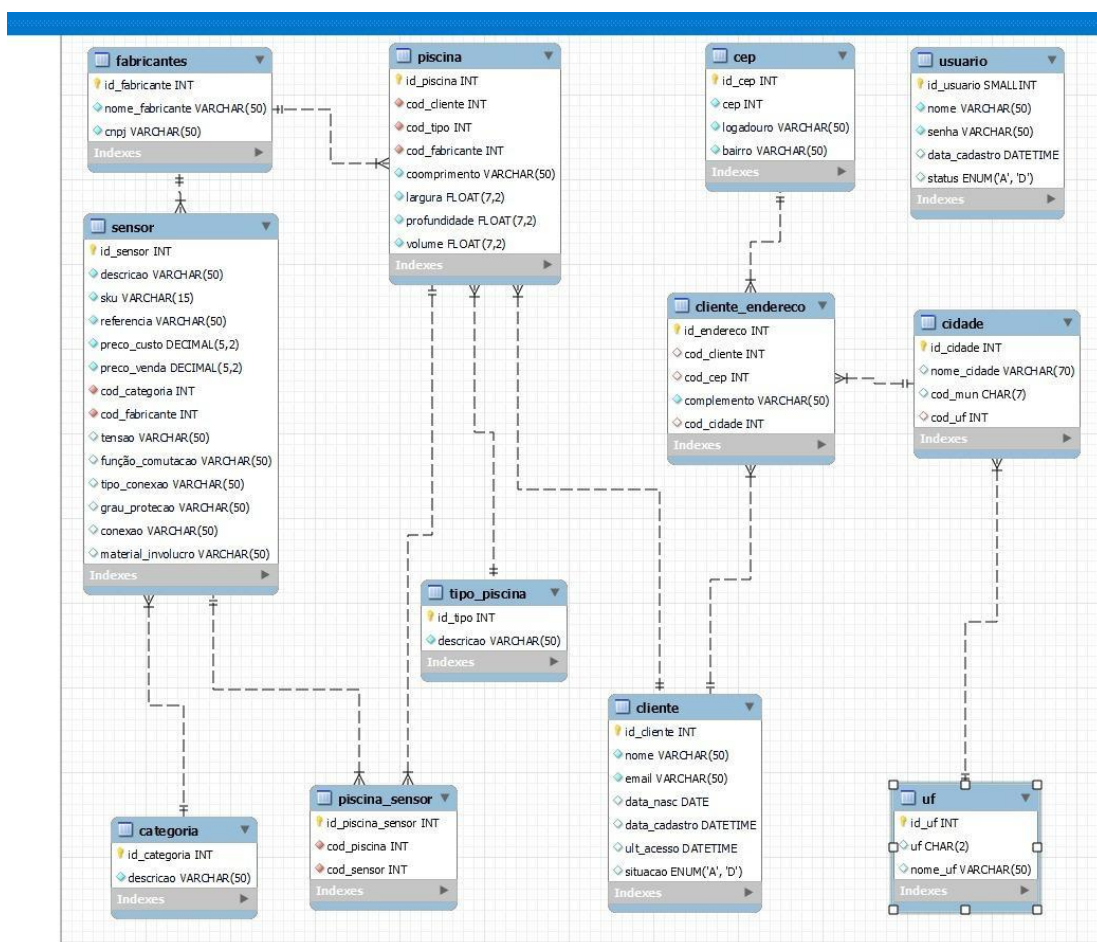 fabricantes
id_fabricante INT
nome_fabricante VARCHAR(50)
cnpj VARCHAR(50)
Indexes
piscina
id_piscina INT
cod_cliente INT
cod_tipo INT
cod_fabricante INT
coomprimento VARCHAR(50)
largura FLOAT(7,2)
profundidade FLOAT(7,2)
volume FLOAT(7,2)
Indexes
cep
id_cep INT
cep INT
logadouro VARCHAR(50)
bairro VARCHAR(50)
Indexes
usuario
id_usuario SMALLINT
nome VARCHAR(50)
senha VARCHAR(50)
data_cadastro DATETIME
status ENUM('A', 'D')
Indexes
sensor
id_sensor INT
descricao VARCHAR(50)
sku VARCHAR(15)
referencia VARCHAR(50)
preco_custo DECIMAL(5,2)
preco_venda DECIMAL(5,2)
cod_categoria INT
cod_fabricante INT
tensao VARCHAR(50)
função_comutacao VARCHAR(50)
tipo_conexao VARCHAR(50)
grau_protecao VARCHAR(50)
conexao VARCHAR(50)
material_involucro VARCHAR(50)
Indexes
cliente_endereco
id_endereco INT
cod_cliente INT
cod_cep INT
complemento VARCHAR(50)
cod_cidade INT
Indexes
cidade
id_cidade INT
nome_cidade VARCHAR(70)
cod_mun CHAR(7)
cod_uf INT
Indexes
tipo_piscina
id_tipo INT
descricao VARCHAR(50)
Indexes
cliente
id_cliente INT
nome VARCHAR(50)
email VARCHAR(50)
data_nasc DATE
data_cadastro DATETIME
ult_acesso DATETIME
situacao ENUM('A', 'D')
Indexes
categoria
id_categoria INT
descricao VARCHAR(50)
Indexes
piscina_sensor
id_piscina_sensor INT
cod_piscina INT
cod_sensor INT
Indexes
uf
id_uf INT
uf CHAR(2)
nome_uf VARCHAR(50)
Indexes